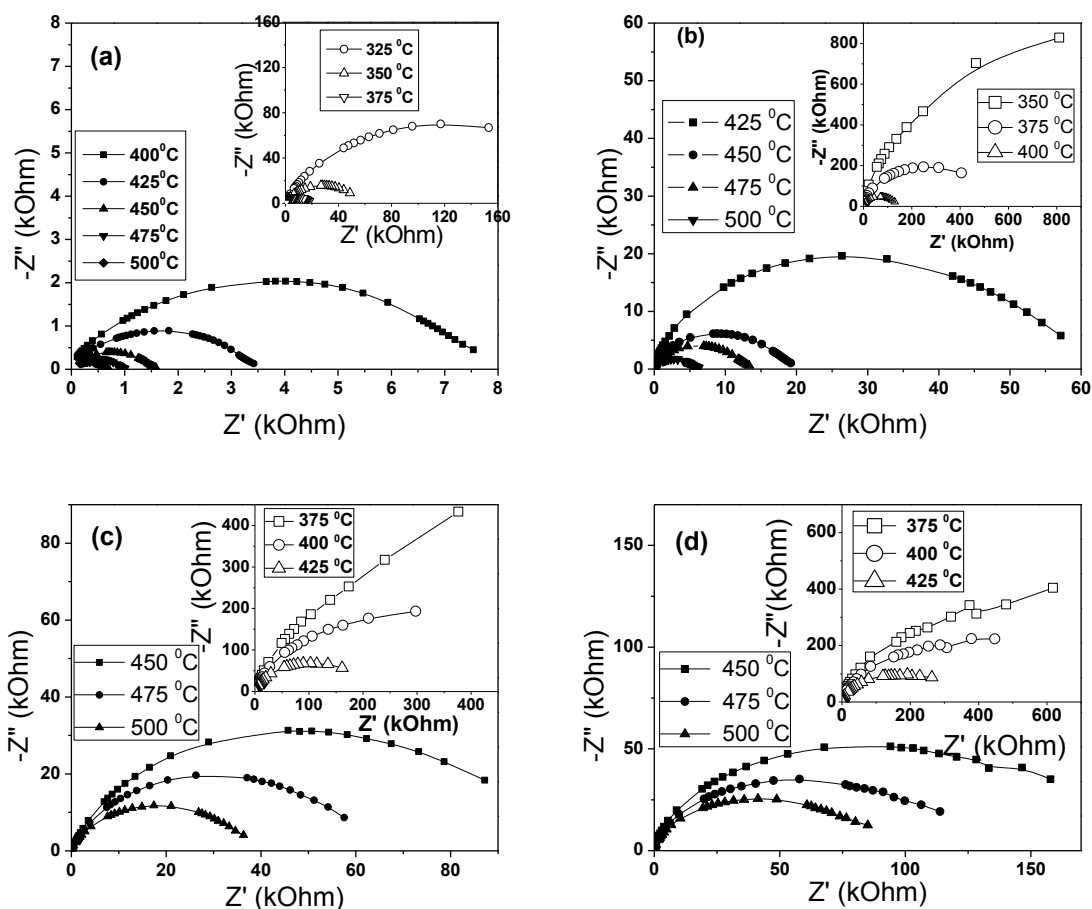 (a)
8
7
6
5
4
3
2
1
0
-Z" (kOhm)
0 1 2 3 4 5 6 7 8
Z' (kOhm)
400⁰C
425⁰C
450⁰C
475⁰C
500⁰C
160
120
80
40
0
-Z" (kOhm)
0 40 80 120 160
Z' (kOhm)
325 ⁰C
350 ⁰C
375 ⁰C
(b)
60
50
40
30
20
10
0
-Z" (kOhm)
0 10 20 30 40 50 60
Z' (kOhm)
425 ⁰C
450 ⁰C
475 ⁰C
500 ⁰C
800
600
400
200
0
-Z" (kOhm)
0 200 400 600 800
Z' (kOhm)
350 ⁰C
375 ⁰C
400 ⁰C
(c)
80
60
40
20
0
-Z" (kOhm)
0 20 40 60 80
Z' (kOhm)
450 ⁰C
475 ⁰C
500 ⁰C
400
300
200
100
0
-Z" (kOhm)
0 100 200 300 400
Z' (kOhm)
375 ⁰C
400 ⁰C
425 ⁰C
(d)
150
125
100
75
50
25
0
-Z" (kOhm)
0 50 100 150
Z' (kOhm)
450 ⁰C
475 ⁰C
500 ⁰C
600
400
200
0
-Z"(kOhm)
0 200 400 600
Z' (kOhm)
375 ⁰C
400 ⁰C
425 ⁰C